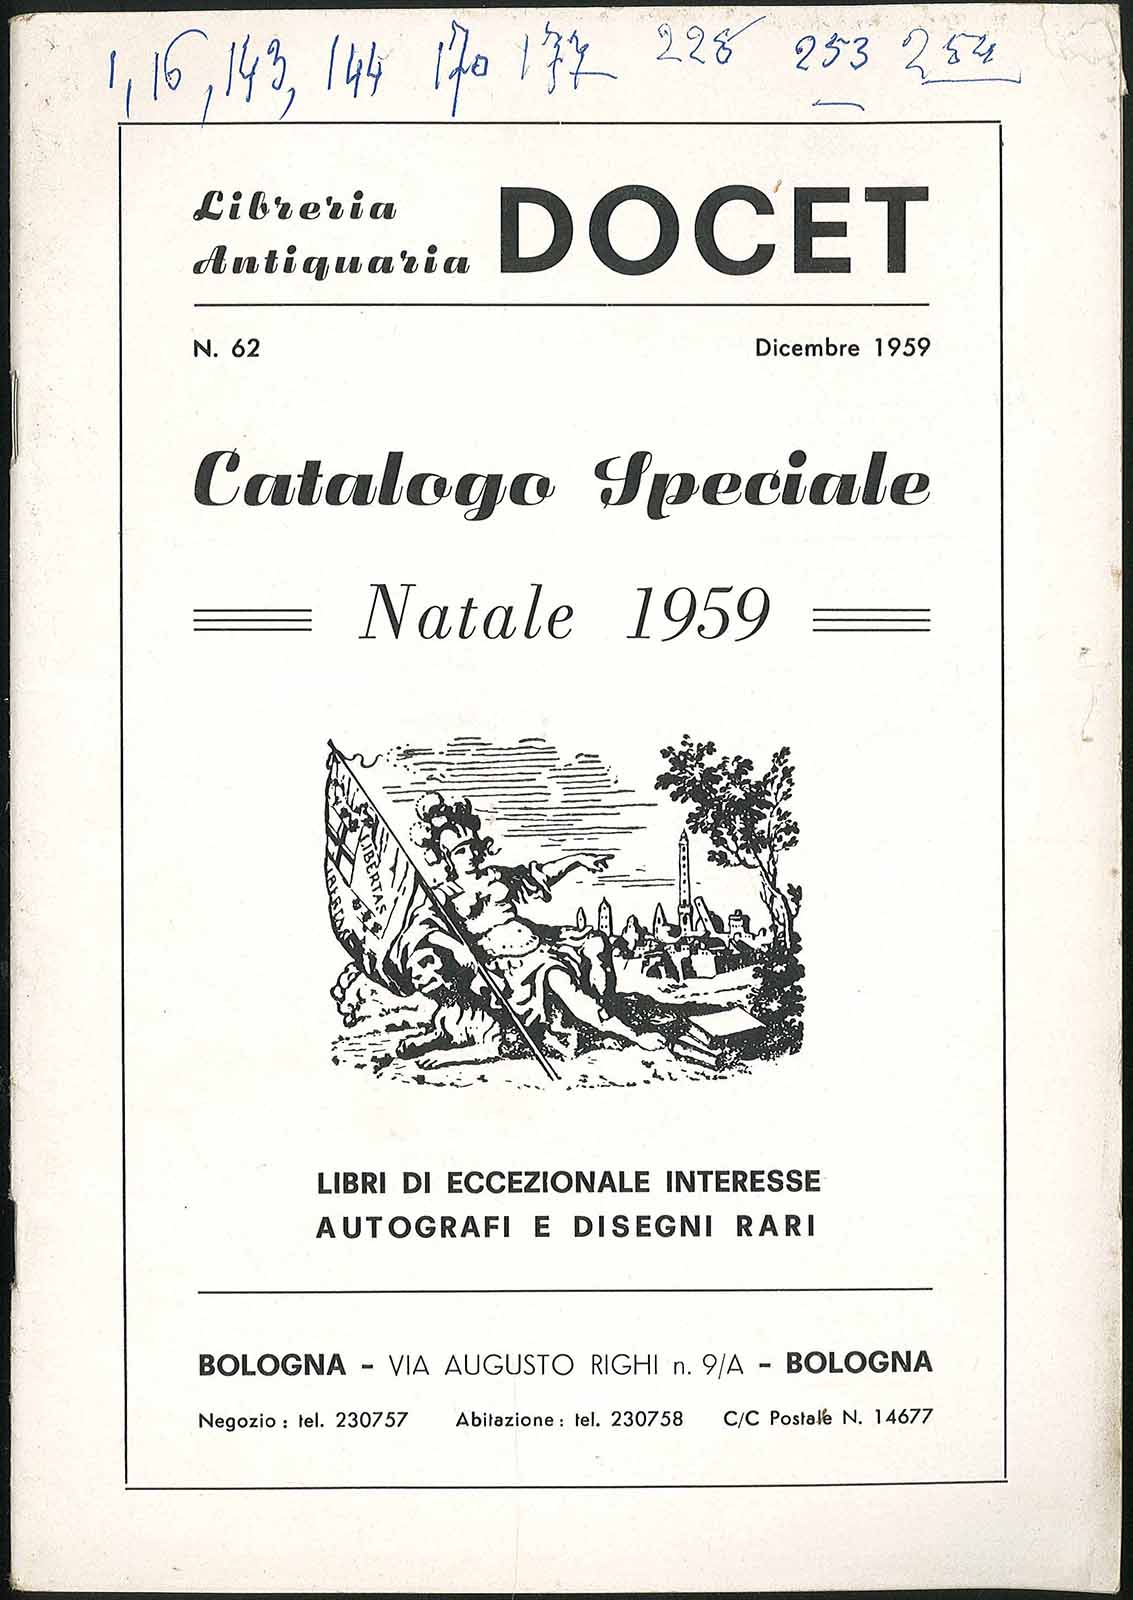 1, 16, 143, 144 170 177 228 253 254
Libreria
Antiquaria DOCET
N. 62 Dicembre 1959
Catalogo Speciale
Natale 1959
LIBERTAS
LIBRI DI ECCEZIONALE INTERESSE
AUTOGRAFI E DISEGNI RARI
BOLOGNA - VIA AUGUSTO RIGHI n. 9/A - BOLOGNA
Negozio : tel. 230757 Abitazione : tel. 230758 C/C Postale N. 14677